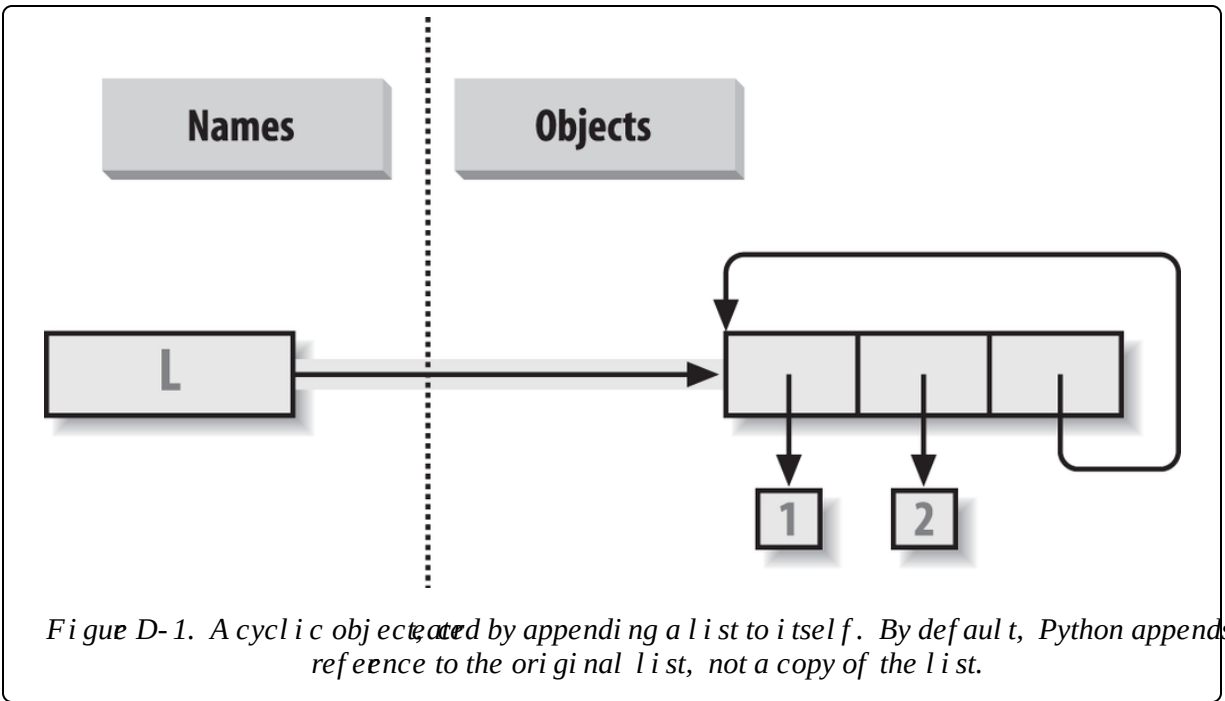 Names
Objects
L
1
2
Figure D-1. A cyclic object, created by appending a list to itself. By default, Python appends
reference to the original list, not a copy of the list.